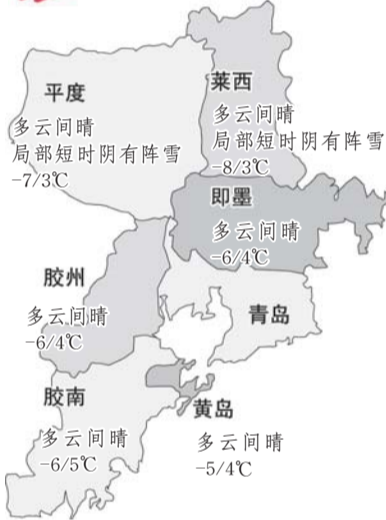 平度
多云间晴
局部短时阴有阵雪
-7/3℃
莱西
多云间晴
局部短时阴有阵雪
-8/3℃
即墨
多云间晴
-6/4℃
胶州
多云间晴
-6/4℃
青岛
胶南
多云间晴
-6/5℃
黄岛
多云间晴
-5/4℃